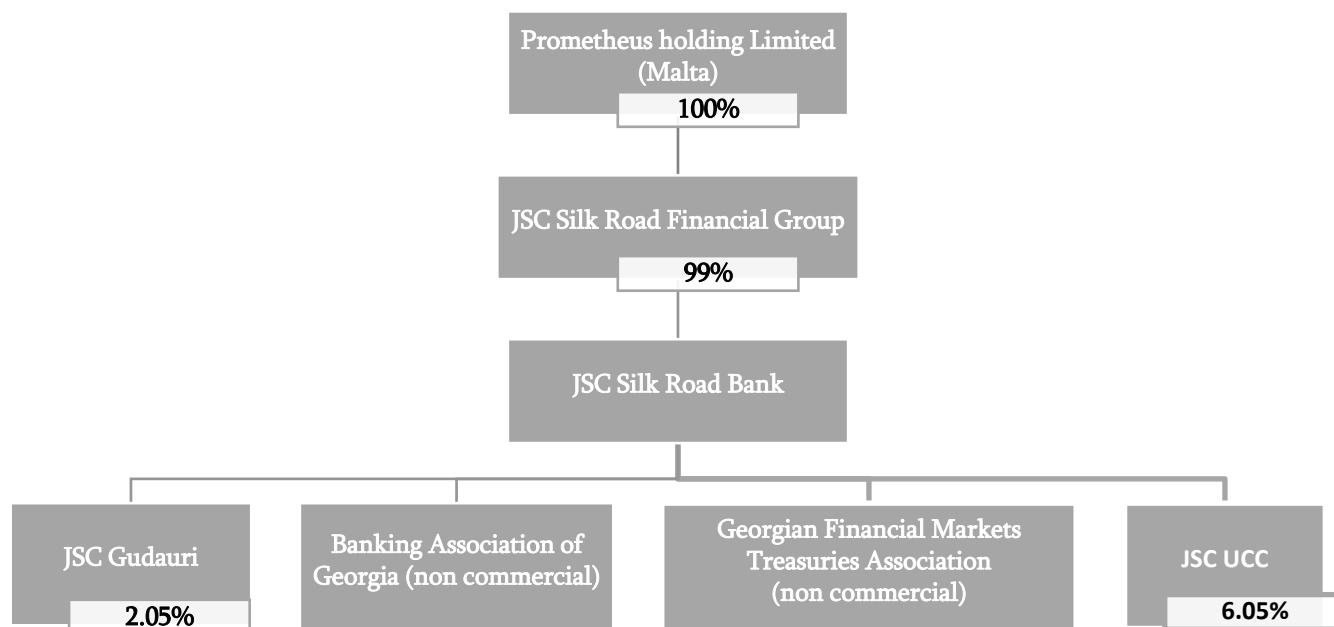 Prometheus holding Limited
(Malta)
100%
JSC Silk Road Financial Group
99%
JSC Silk Road Bank
JSC Gudauri
2.05%
Banking Association of
Georgia (non commercial)
Georgian Financial Markets
Treasuries Association
(non commercial)
JSC UCC
6.05%